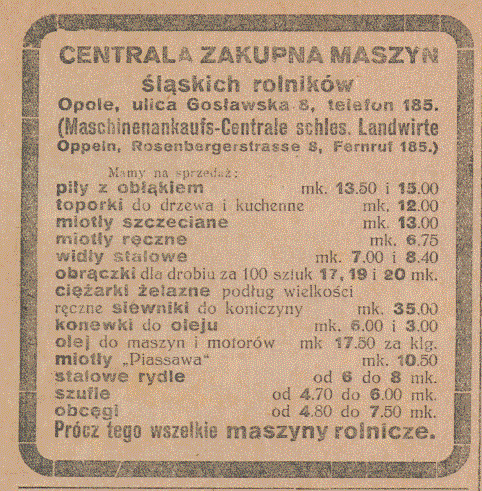 CENTRALA ZAKUPNA MASZYN
śląskich rolników
Opole, ulica Gosławska 8, telefon 185.
(Maschinenankaufs-Centrale schles. Landwirte
Oppeln, Rosenbergerstrasse 8, Fernruf 185.)
Mamy na sprzedaż:
piły z obłąkiem mk. 13.50 i 15.00
toporki do drzewa i kuchenne mk. 12.00
miotły szczeciane mk. 13.00
miotły ręczne mk. 6.75
widły stalowe mk. 7.00 i 8.40
obrączki dla drobiu za 100 sztuk 17, 19 i 20 mk.
ciężarki żelazne podług wielkości
ręczne siewniki do koniczyny mk. 35.00
konewki do oleju mk. 6.00 i 3.00
olej do maszyn i motorów mk 17.50 za klg.
miotły „Piassawa“ mk. 10.50
stalowe rydle od 6 do 8 mk.
szufle od 4.70 do 6.00 mk.
obcęgi od 4.80 do 7.50 mk.
Prócz tego wszelkie maszyny rolnicze.